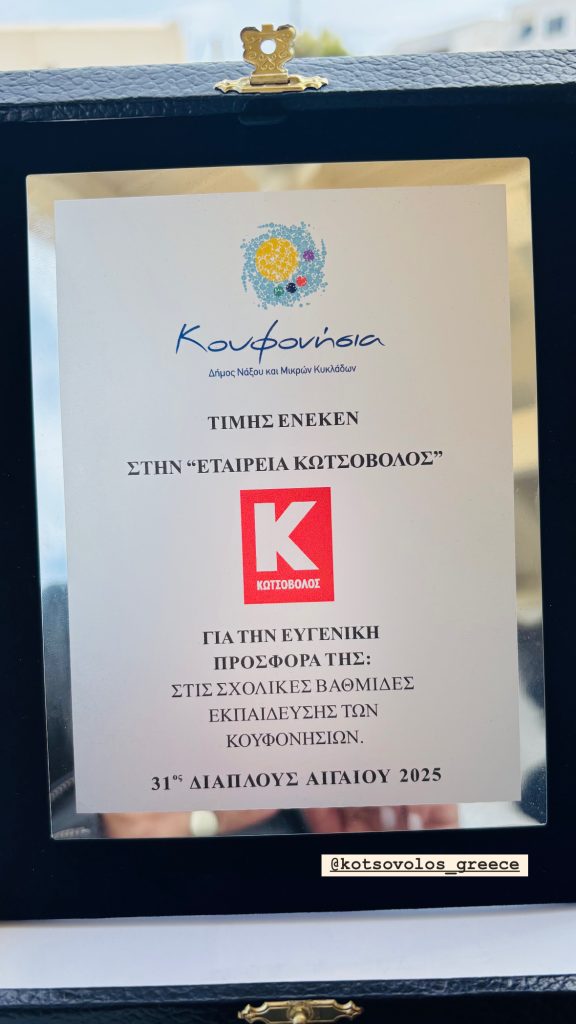 Κουφονήσια
Δήμος Νάξου και Μικρών Κυκλάδων
ΤΙΜΗΣ ΕΝΕΚΕΝ
ΣΤΗΝ “ΕΤΑΙΡΕΙΑ ΚΩΤΣΟΒΟΛΟΣ”
Κ
ΚΩΤΣΟΒΟΛΟΣ
ΓΙΑ ΤΗΝ ΕΥΓΕΝΙΚΗ
ΠΡΟΣΦΟΡΑ ΤΗΣ:
ΣΤΙΣ ΣΧΟΛΙΚΕΣ ΒΑΘΜΙΔΕΣ
ΕΚΠΑΙΔΕΥΣΗΣ ΤΩΝ
ΚΟΥΦΟΝΗΣΙΩΝ.
31ος ΔΙΑΠΛΟΥΣ ΑΙΓΑΙΟΥ 2025
@kotsovolos_greece